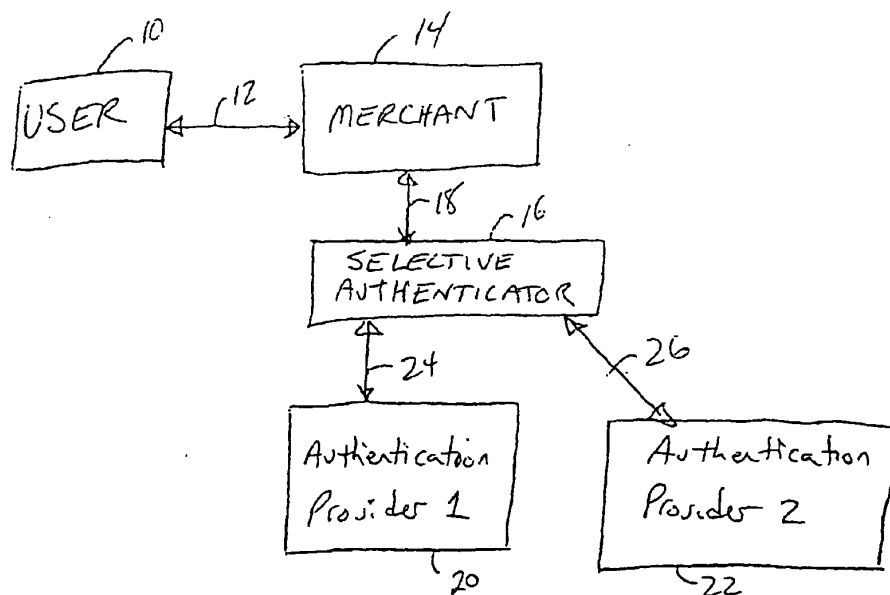 10
14
USER
12
MERCHANT
18
16
SELECTIVE
AUTHENTICATOR
24
26
Authentication
Provider 1
Authentication
Provider 2
20
22